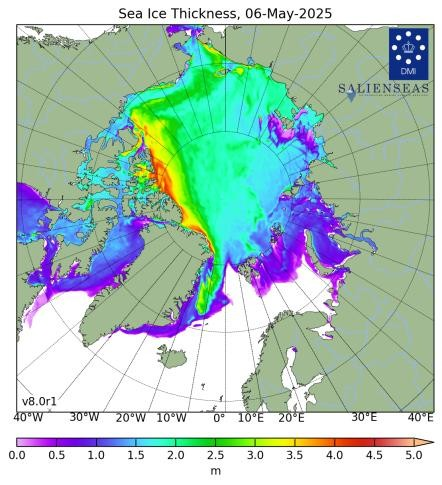 Sea Ice Thickness, 06-May-2025
DMI
SALIENSEAS
v8.0r1
40°W 30°W 20°W 10°W 0° 10°E 20°E 30°E 40°E
0.0 0.5 1.0 1.5 2.0 2.5 3.0 3.5 4.0 4.5 5.0
m